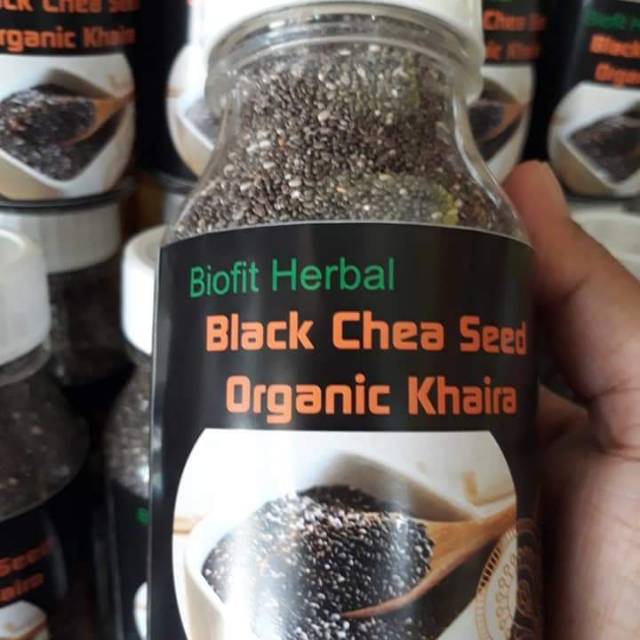 Biofit Herbal
Black Chea Seed
Organic Khaira